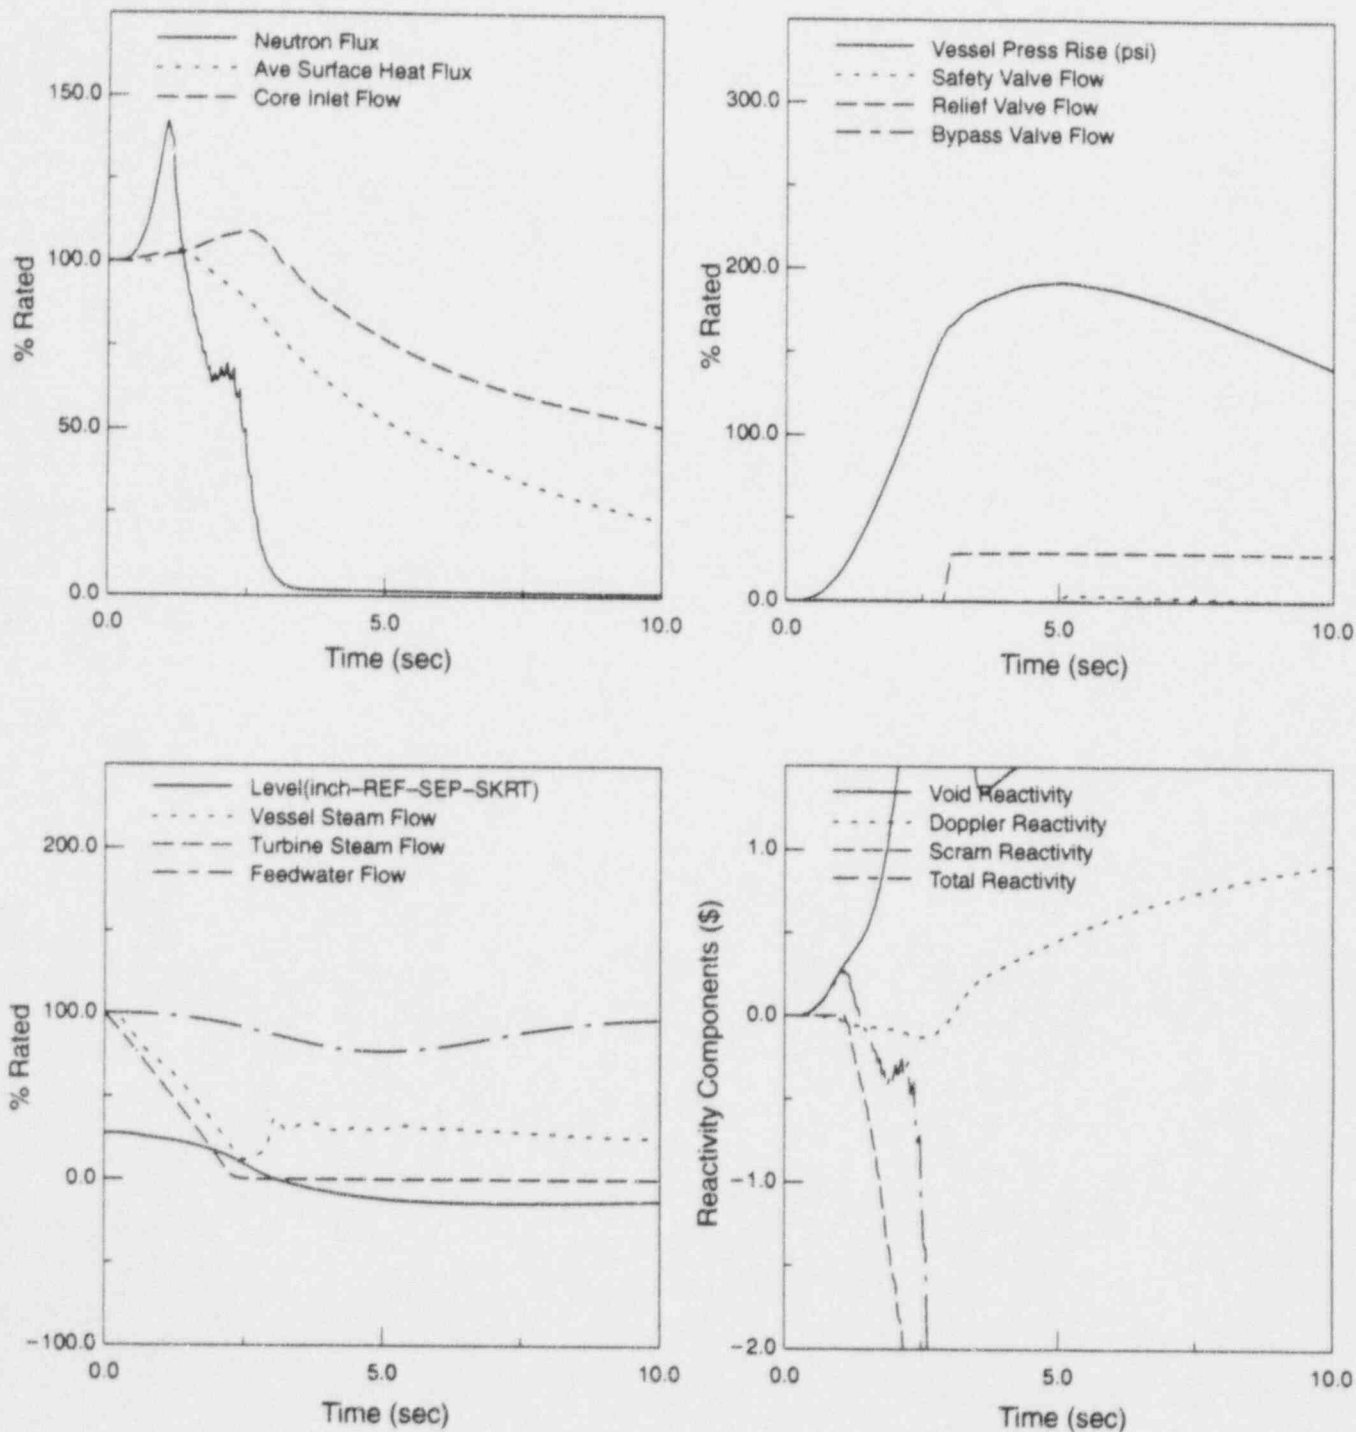 Neutron Flux
Ave Surface Heat Flux
Core Inlet Flow
150.0
100.0
50.0
0.0
% Rated
0.0 5.0 10.0
Time (sec)
Vessel Press Rise (psi)
Safety Valve Flow
Relief Valve Flow
Bypass Valve Flow
300.0
200.0
100.0
0.0
% Rated
0.0 5.0 10.0
Time (sec)
Level(inch-REF-SEP-SKRT)
Vessel Steam Flow
Turbine Steam Flow
Feedwater Flow
200.0
100.0
0.0
-100.0
% Rated
0.0 5.0 10.0
Time (sec)
Void Reactivity
Doppler Reactivity
Scram Reactivity
Total Reactivity
1.0
0.0
-1.0
-2.0
Reactivity Components ($)
0.0 5.0 10.0
Time (sec)